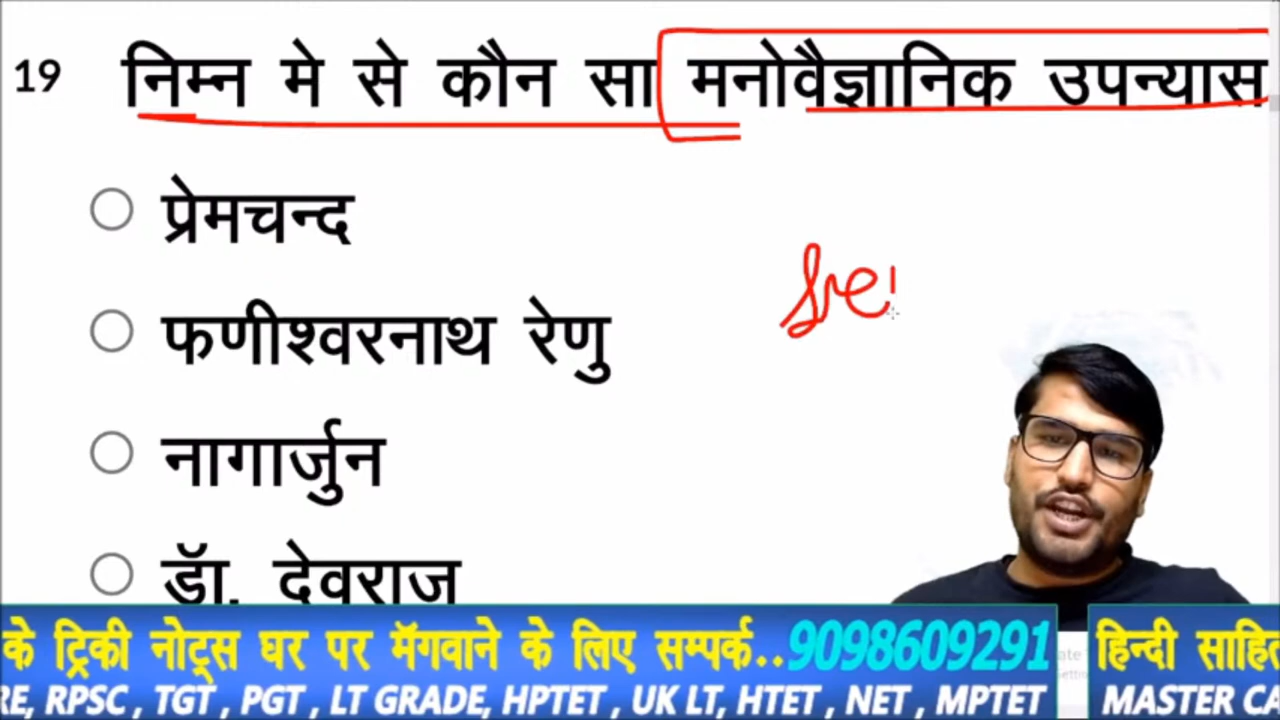 19 निम्न मे से कौन सा मनोवैज्ञानिक उपन्यास
प्रेमचन्द
फणीश्वरनाथ रेणु
नागार्जुन
डॉ. देवराज
के ट्रिकी नोट्स घर पर मॅगवाने के लिए सम्पर्क..9098609291 हिन्दी साहि
RE, RPSC , TGT , PGT , LT GRADE, HPTET , UK LT, HTET , NET , MPTET MASTER CA